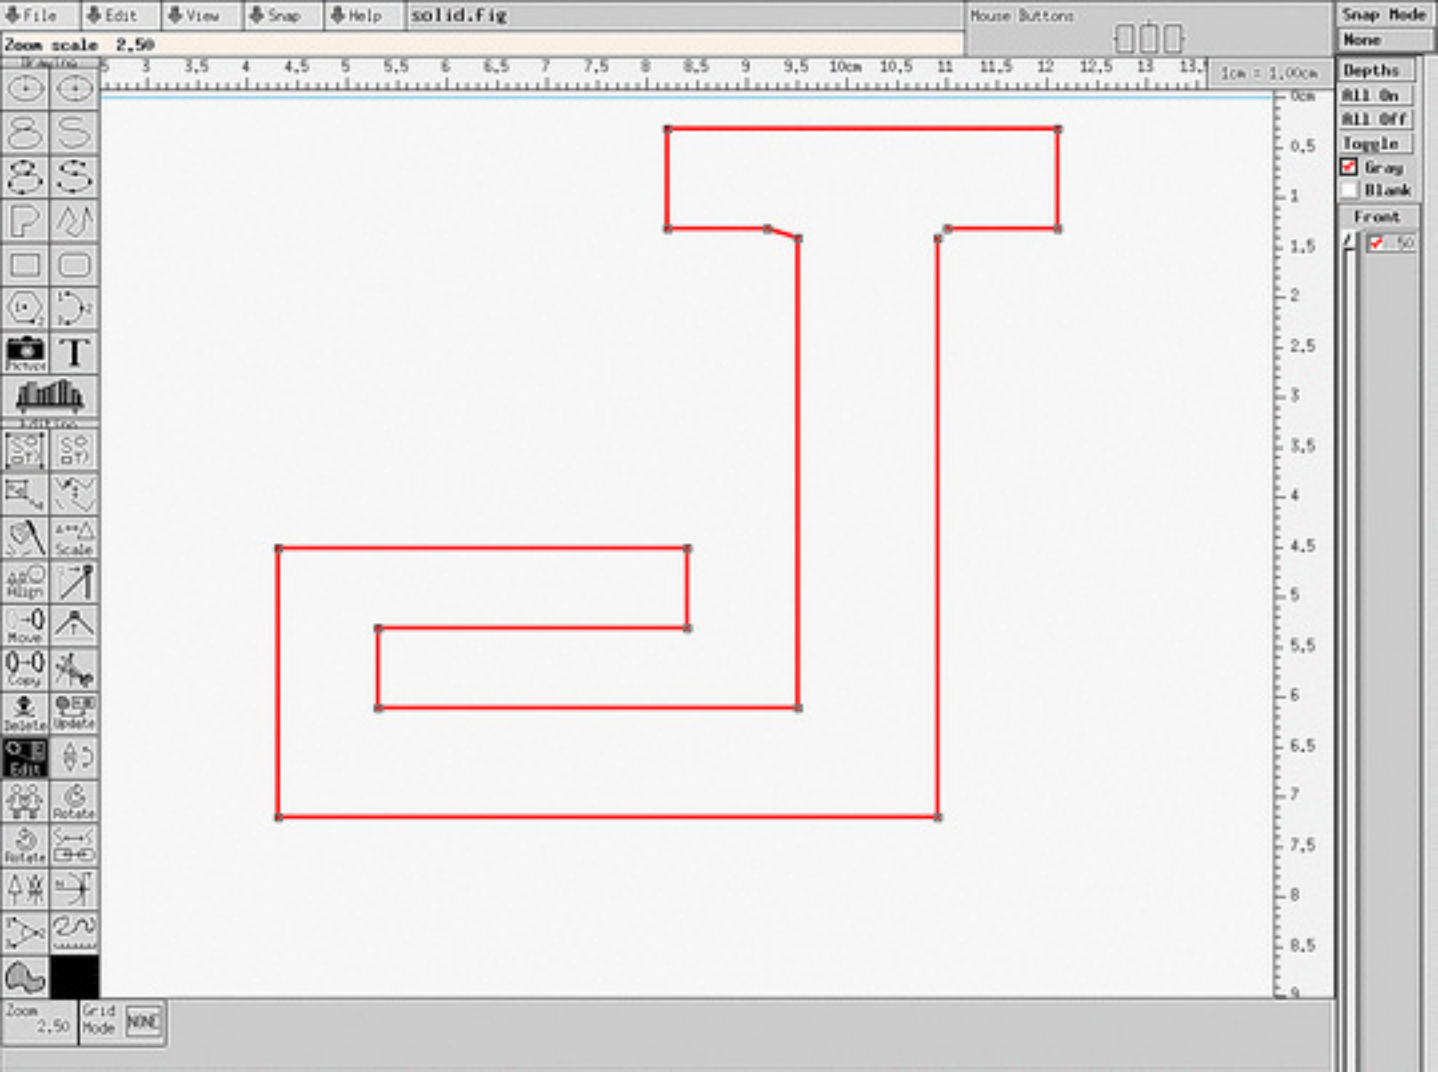 File Edit View Snap Help solid.fig Mouse Buttons Snap Mode
Zoom scale 2.50 None
Drawing
5 3 3.5 4 4.5 5 5.5 6 6.5 7 7.5 8 8.5 9 9.5 10cm 10.5 11 11.5 12 12.5 13 13.
1cm = 1.00cm
Depths
All On
All Off
Toggle
Gray
Blank
Front
50
0cm
0.5
1
1.5
2
2.5
3
3.5
4
4.5
5
5.5
6
6.5
7
7.5
8
8.5
9
Picture T
Editing
Scale
Align
Move
Copy
Delete Update
Edit
Rotate
Rotate
Zoom 2.50
Grid Mode NONE